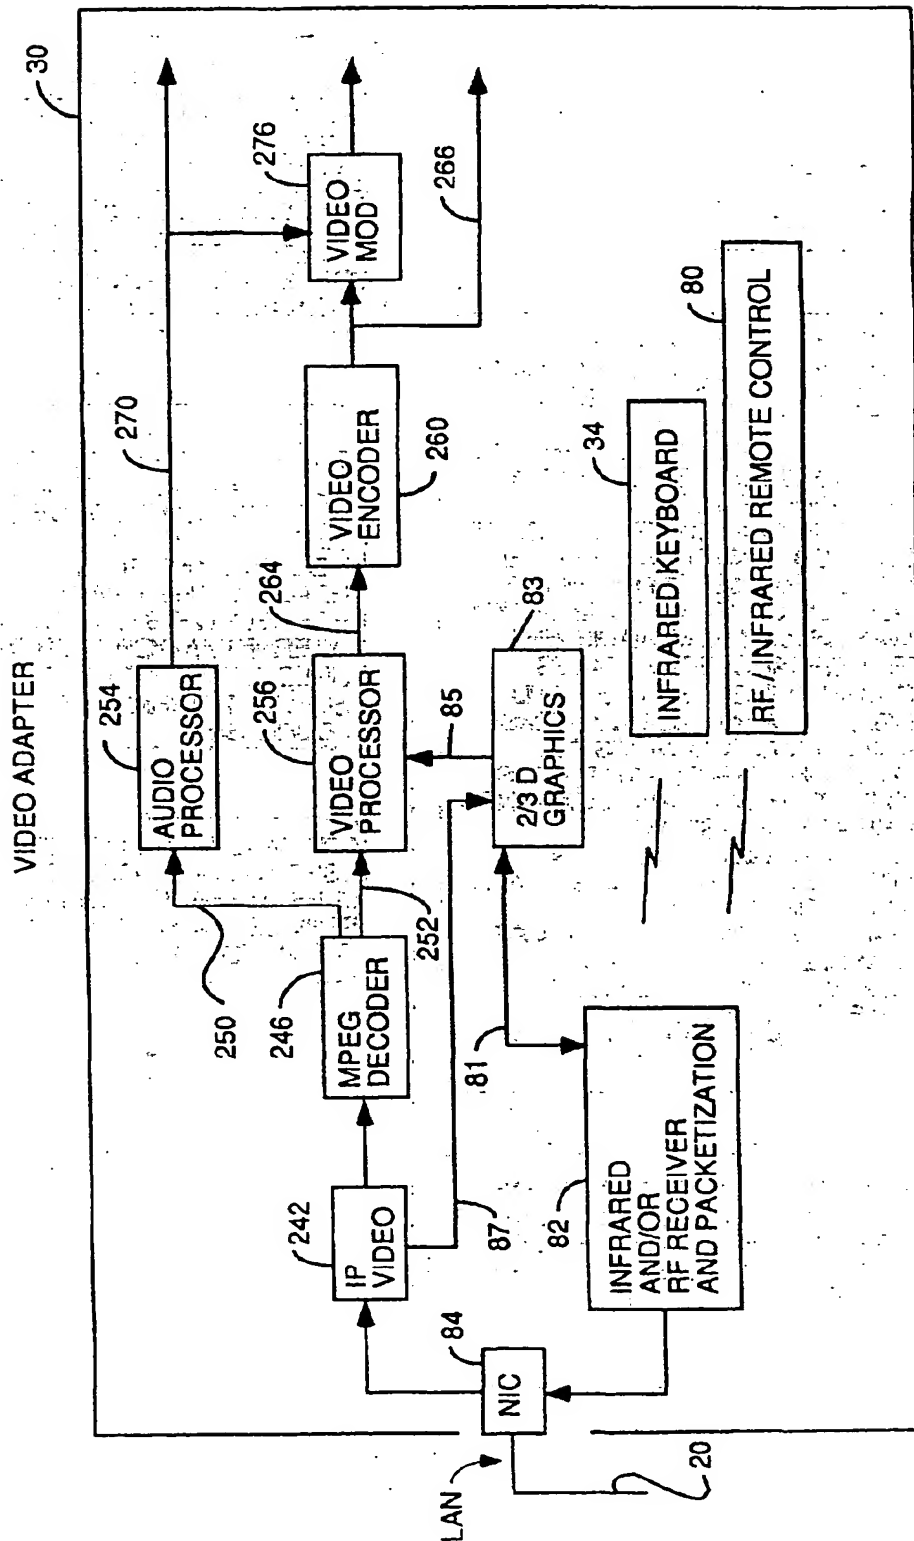 VIDEO ADAPTER
30
270
254
AUDIO
PROCESSOR
250
276
VIDEO
MOD
266
VIDEO
ENCODER
260
264
256
VIDEO
PROCESSOR
252
246
MPEG
DECODER
242
IP
VIDEO
87
85
83
2/3 D
GRAPHICS
81
84
NIC
LAN
20
82
INFRARED
AND/OR
RF RECEIVER
AND PACKETIZATION
34
INFRARED KEYBOARD
80
RF / INFRARED REMOTE CONTROL